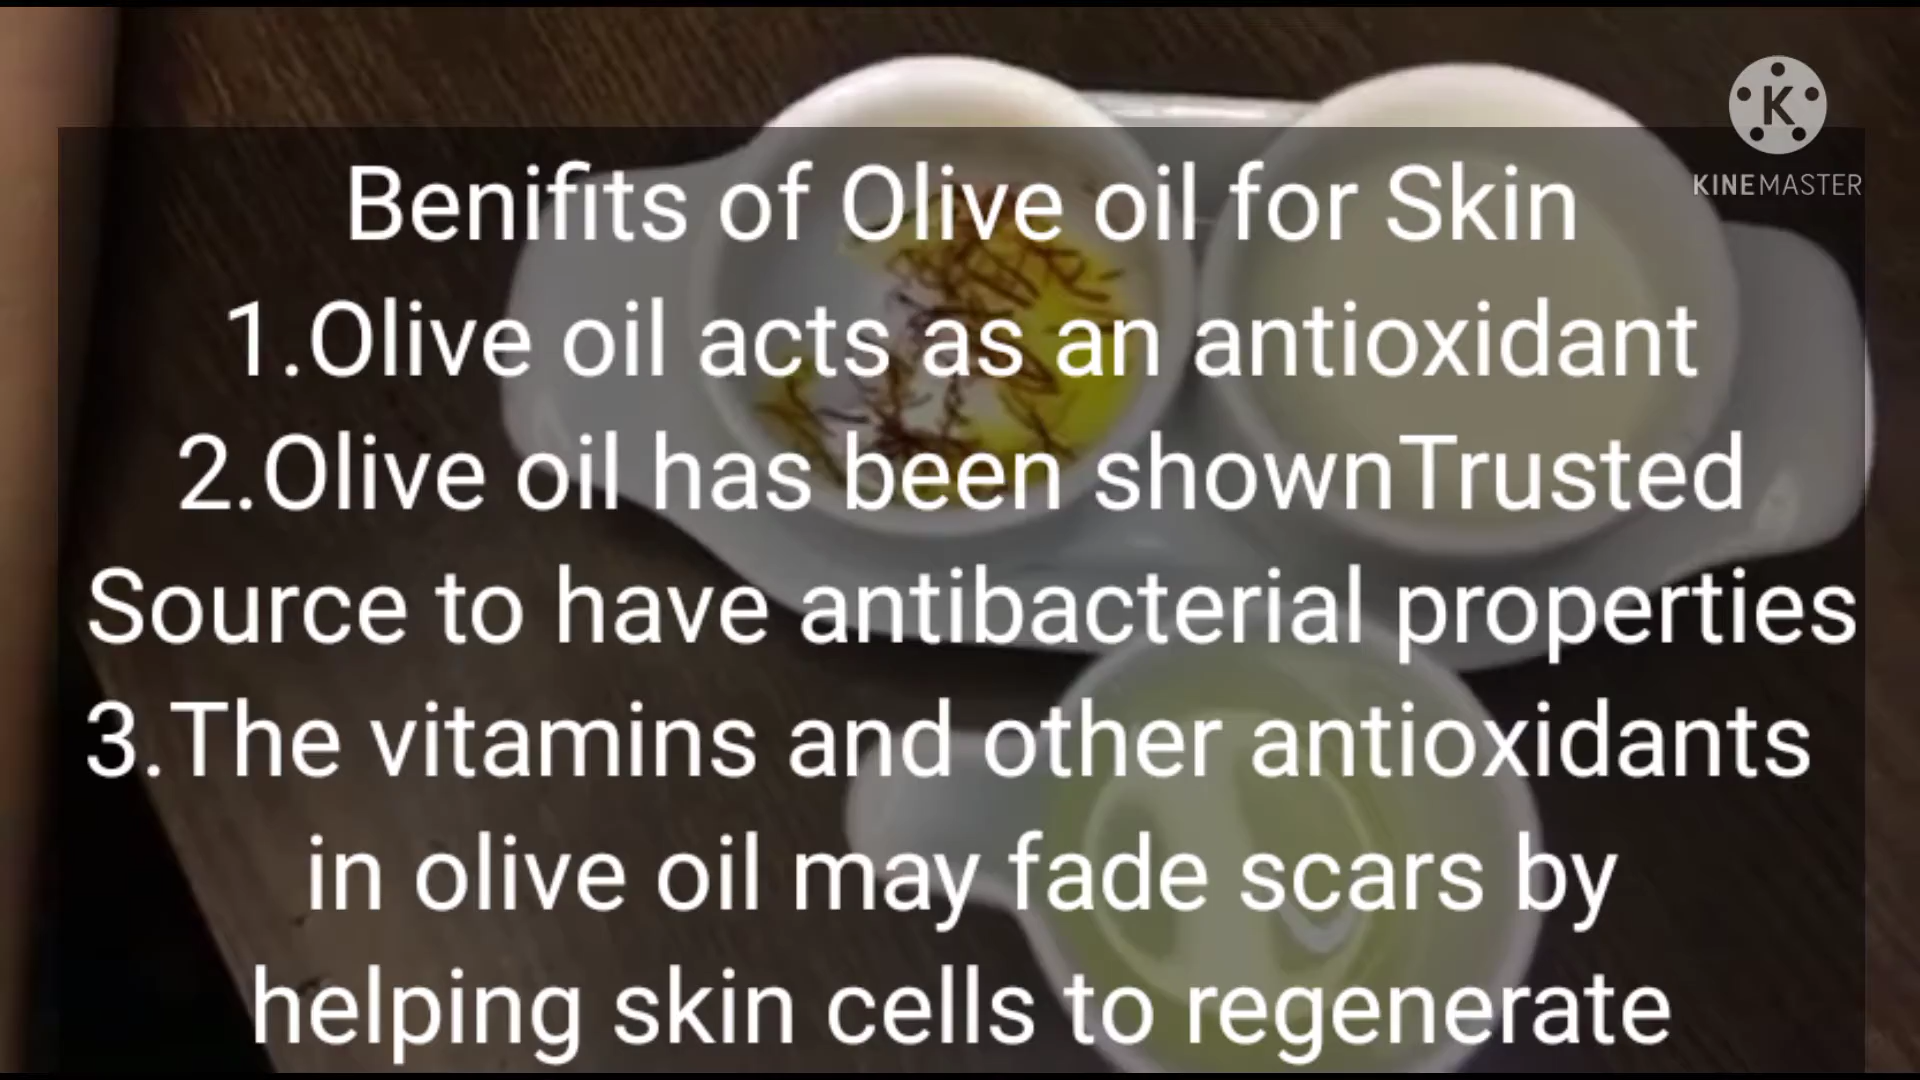 K
KINEMASTER
Benifits of Olive oil for Skin
1.Olive oil acts as an antioxidant
2.Olive oil has been shownTrusted
Source to have antibacterial properties
3.The vitamins and other antioxidants
in olive oil may fade scars by
helping skin cells to regenerate